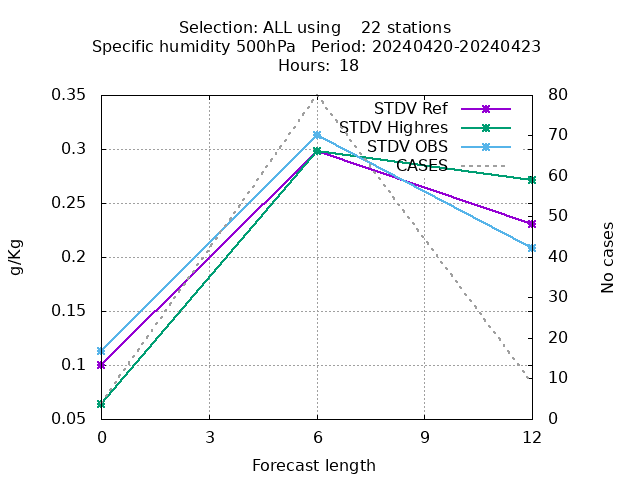 Selection: ALL using    22 stations
Specific humidity 500hPa   Period: 20240420-20240423
Hours: 18
STDV Ref
STDV Highres
STDV OBS
CASES
0.35
0.3
0.25
0.2
0.15
0.1
0.05
80
70
60
50
40
30
20
10
0
g/Kg
No cases
0 3 6 9 12
Forecast length